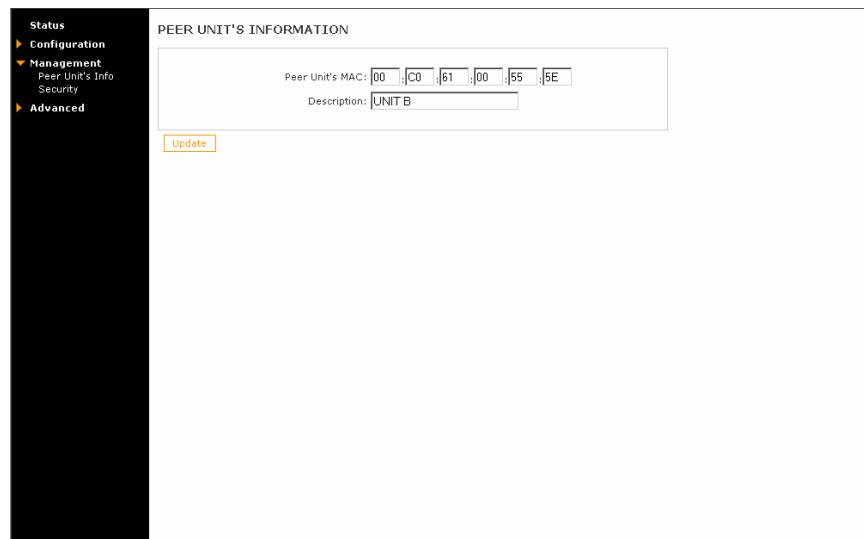 Status
Configuration
Management
Peer Unit's Info
Security
Advanced
PEER UNIT'S INFORMATION
Peer Unit's MAC: 00 : C0 : 61 : 00 : 55 : 5E
Description: UNIT B
Update